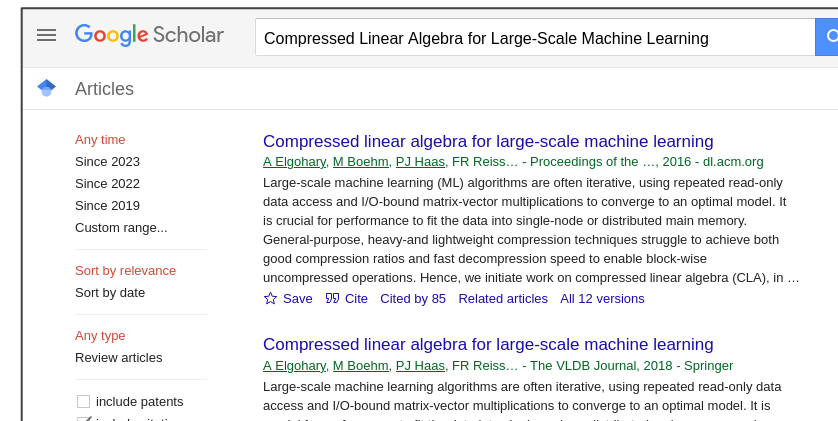 Google Scholar
Compressed Linear Algebra for Large-Scale Machine Learning
Articles
Any time
Since 2023
Since 2022
Since 2019
Custom range...
Sort by relevance
Sort by date
Any type
Review articles
include patents
Compressed linear algebra for large-scale machine learning
A Elgohary, M Boehm, PJ Haas, FR Reiss… - Proceedings of the …, 2016 - dl.acm.org
Large-scale machine learning (ML) algorithms are often iterative, using repeated read-only
data access and I/O-bound matrix-vector multiplications to converge to an optimal model. It
is crucial for performance to fit the data into single-node or distributed main memory.
General-purpose, heavy-and lightweight compression techniques struggle to achieve both
good compression ratios and fast decompression speed to enable block-wise
uncompressed operations. Hence, we initiate work on compressed linear algebra (CLA), in …
Save Cite Cited by 85 Related articles All 12 versions
Compressed linear algebra for large-scale machine learning
A Elgohary, M Boehm, PJ Haas, FR Reiss… - The VLDB Journal, 2018 - Springer
Large-scale machine learning algorithms are often iterative, using repeated read-only data
access and I/O-bound matrix-vector multiplications to converge to an optimal model. It is